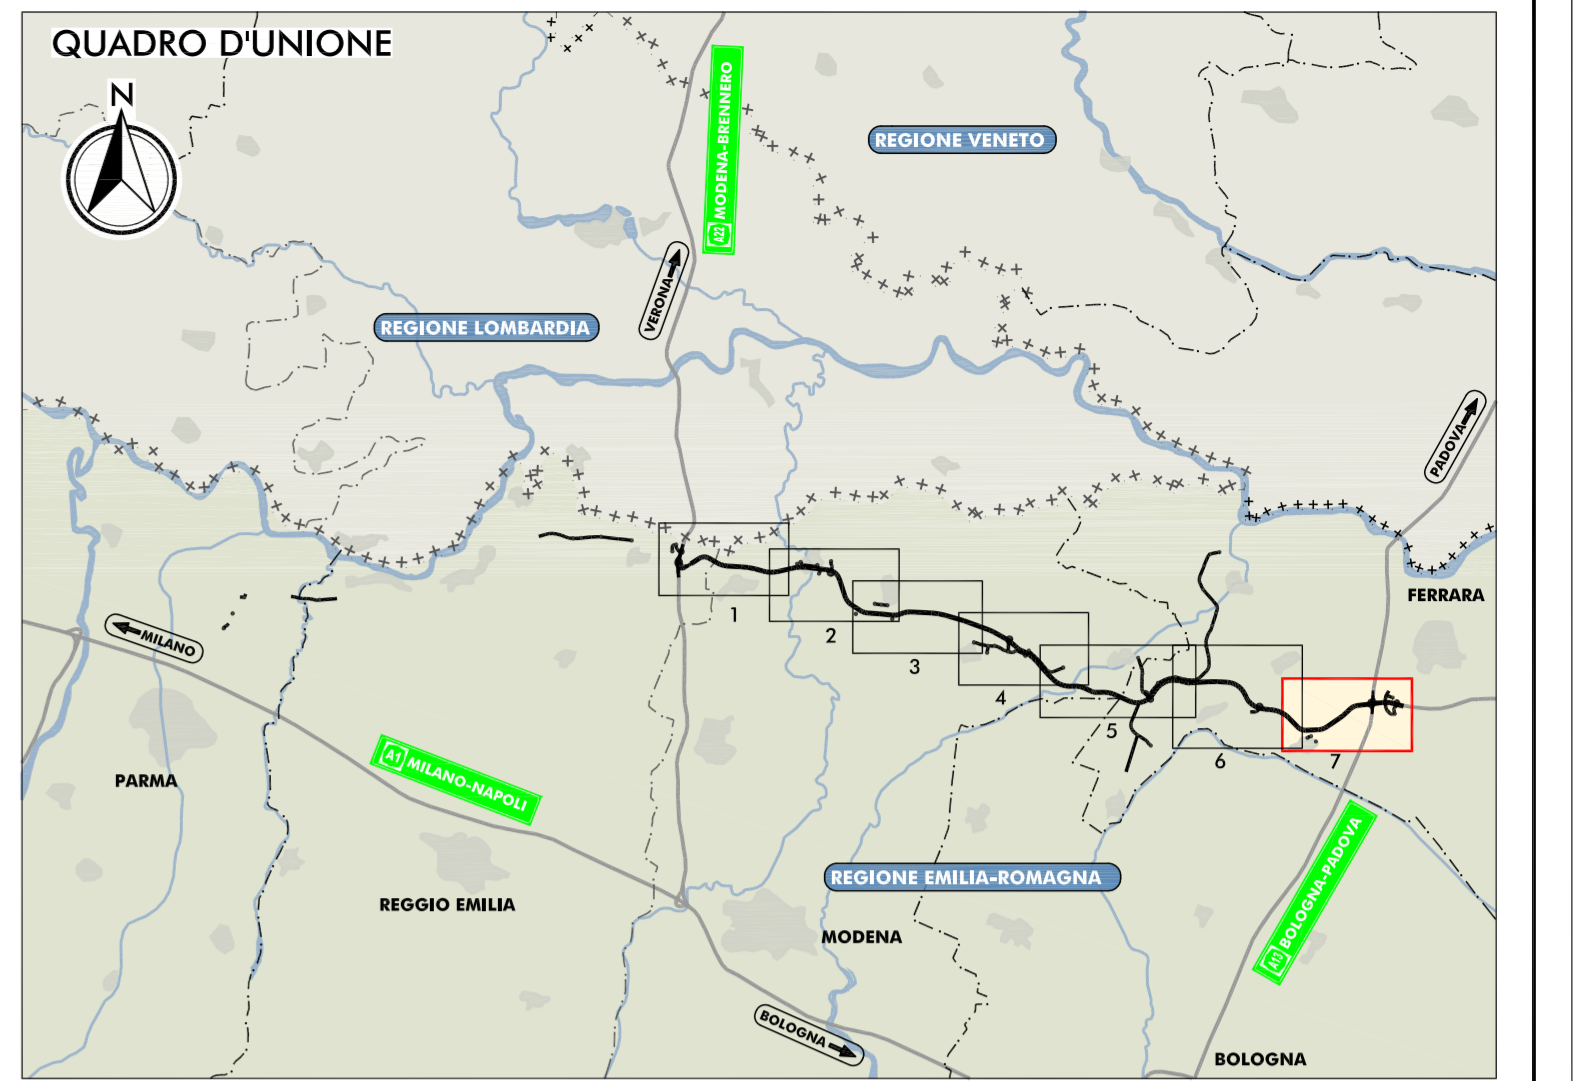 QUADRO D'UNIONE
N
A22 MODENA-BRENNERO
REGIONE VENETO
VERONA
REGIONE LOMBARDIA
PADOVA
FERRARA
MILANO
1
2
3
4
5
6
7
PARMA
A1 MILANO-NAPOLI
REGIONE EMILIA-ROMAGNA
A13 BOLOGNA-PADOVA
REGGIO EMILIA
MODENA
BOLOGNA
BOLOGNA